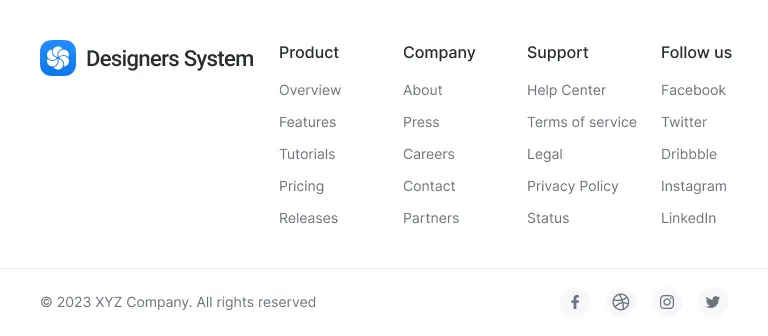 Designers System
Product
Overview
Features
Tutorials
Pricing
Releases
Company
About
Press
Careers
Contact
Partners
Support
Help Center
Terms of service
Legal
Privacy Policy
Status
Follow us
Facebook
Twitter
Dribbble
Instagram
LinkedIn
© 2023 XYZ Company. All rights reserved